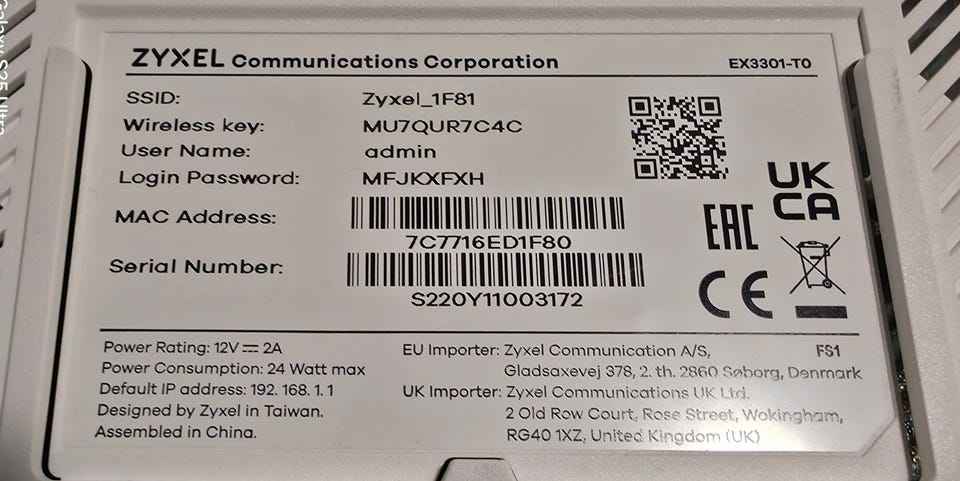 Galaxy S25 Ultra
ZYXEL Communications Corporation EX3301-T0
SSID: Zyxel_1F81
Wireless key: MU7QUR7C4C
User Name: admin
Login Password: MFJKXFXH
MAC Address:
7C7716ED1F80
Serial Number:
S220Y11003172
UK
CA
EAC
CE
Power Rating: 12V ⎓ 2A
Power Consumption: 24 Watt max
Default IP address: 192. 168. 1. 1
Designed by Zyxel in Taiwan.
Assembled in China.
EU Importer: Zyxel Communication A/S, FS1
Gladsaxevej 378, 2. th. 2860 Søborg, Denmark
UK Importer: Zyxel Communications UK Ltd.
2 Old Row Court, Rose Street, Wokingham,
RG40 1XZ, United Kingdom (UK)